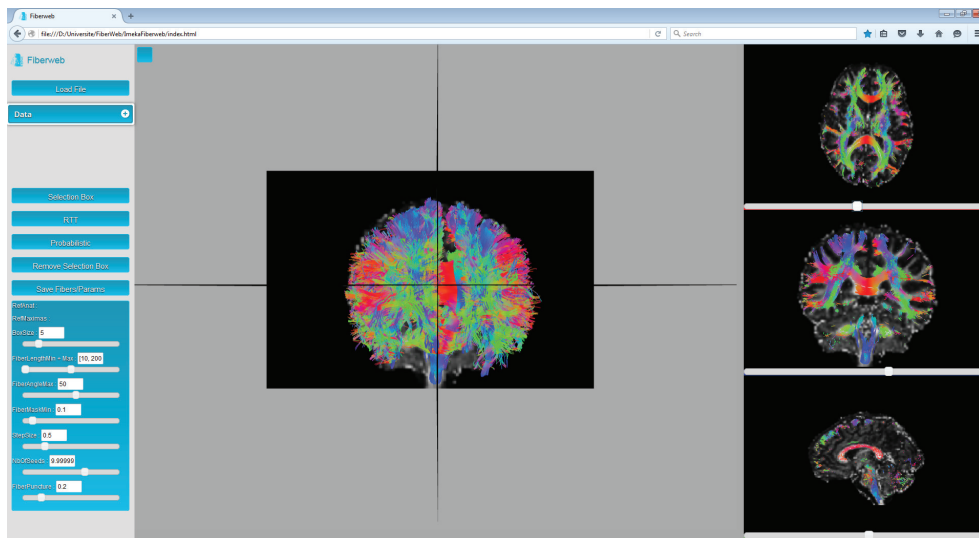 Fiberweb
file:///D:/Universite/FiberWeb/ImekaFiberweb/index.html
Search
Fiberweb
Load File
Data
Selection Box
RTT
Probabilistic
Remove Selection Box
Save Fibers/Params
RefAnat
RefMaximas
BoxSize : 5
FiberLengthMin - Max : [10, 200
FiberAngleMax : 50
FiberMaskMin : 0.1
StepSize : 0.5
NbOfSeeds : 9.99999
FiberPuncture : 0.2